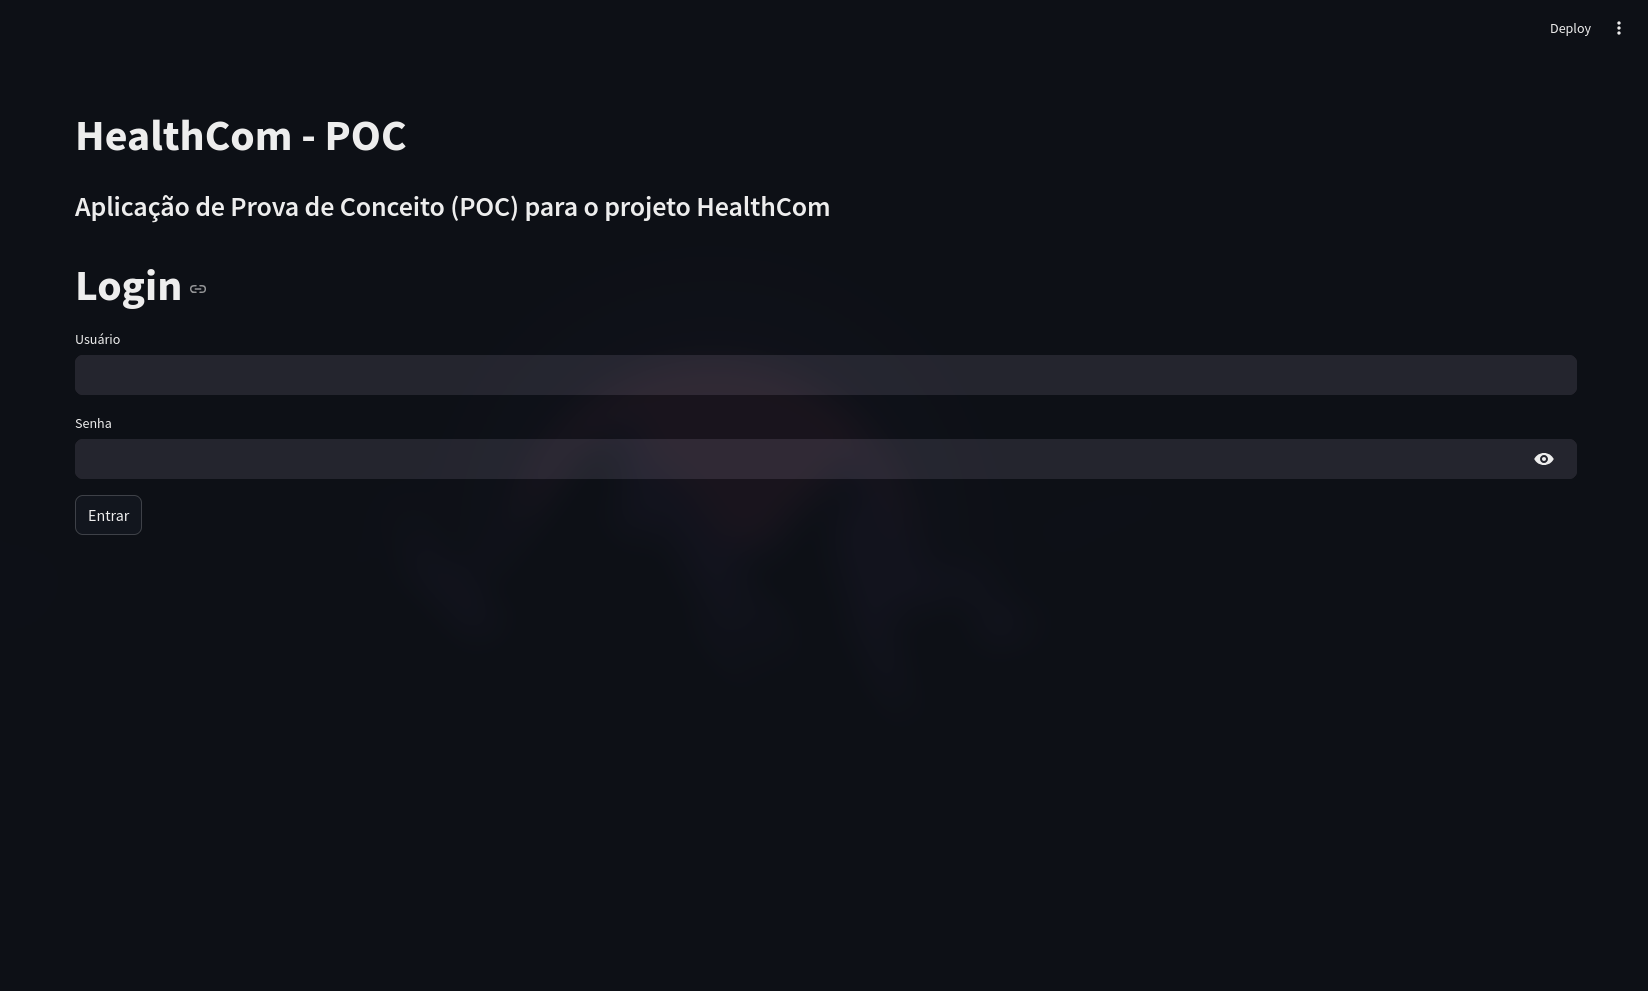 Deploy
HealthCom - POC
Aplicação de Prova de Conceito (POC) para o projeto HealthCom
Login
Usuário
Senha
Entrar